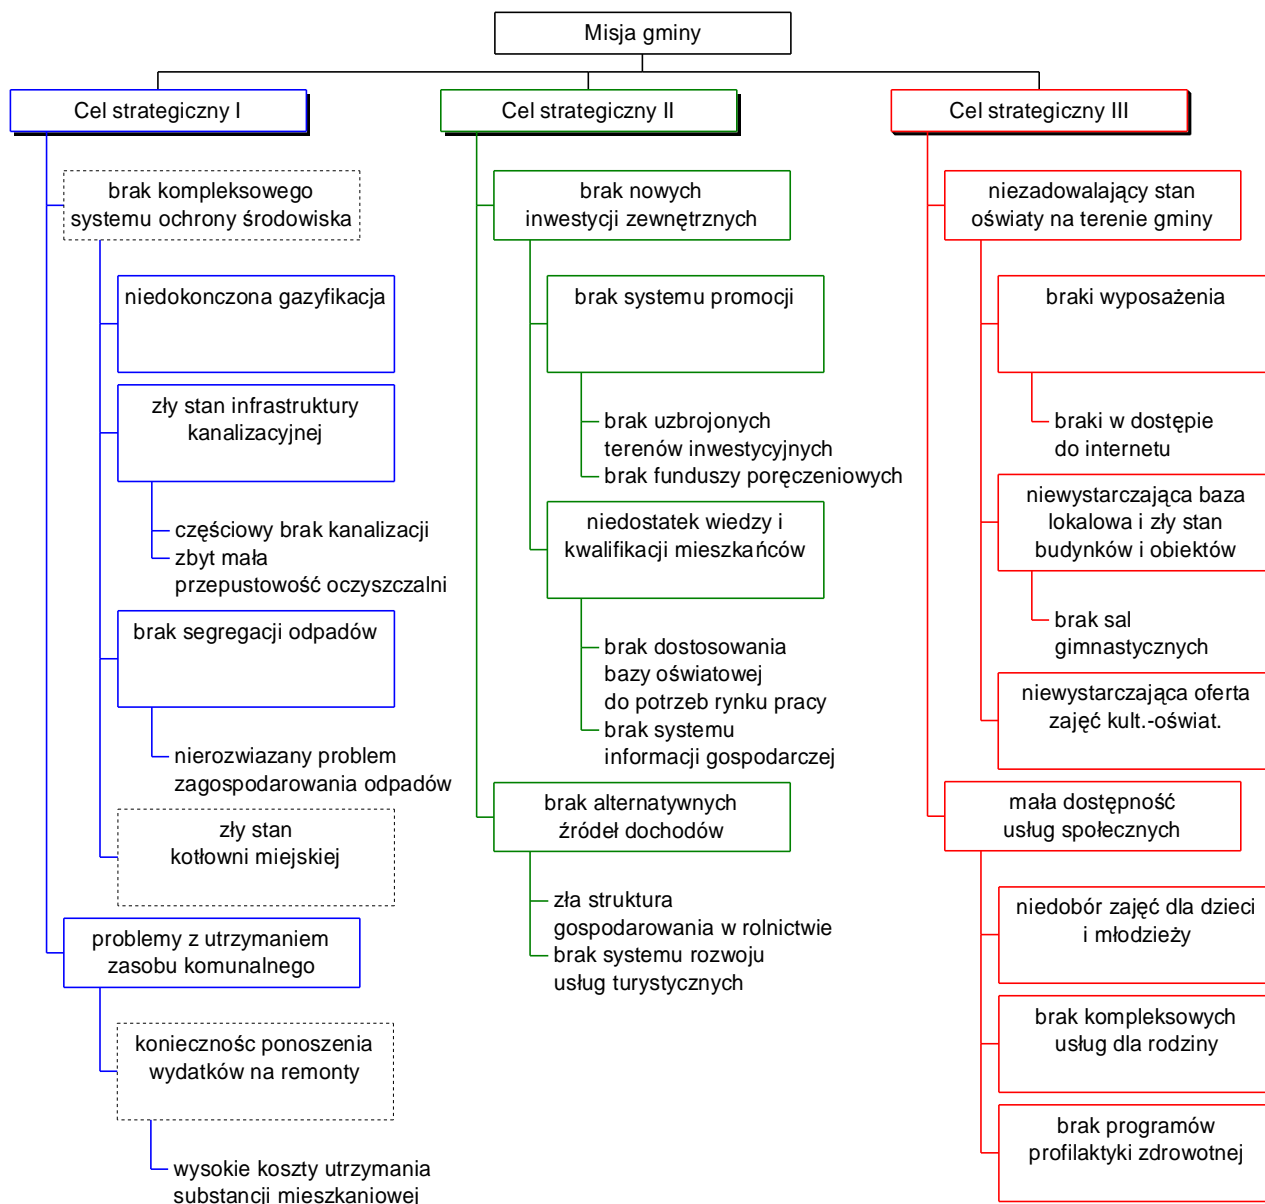 Misja gminy
Cel strategiczny I
brak kompleksowego
systemu ochrony środowiska
niedokonczona gazyfikacja
zły stan infrastruktury
kanalizacyjnej
częściowy brak kanalizacji
zbyt mała
przepustowość oczyszczalni
brak segregacji odpadów
nierozwiazany problem
zagospodarowania odpadów
zły stan
kotłowni miejskiej
problemy z utrzymaniem
zasobu komunalnego
koniecznośc ponoszenia
wydatków na remonty
wysokie koszty utrzymania
substancji mieszkaniowej
Cel strategiczny II
brak nowych
inwestycji zewnętrznych
brak systemu promocji
brak uzbrojonych
terenów inwestycyjnych
brak funduszy poręczeniowych
niedostatek wiedzy i
kwalifikacji mieszkańców
brak dostosowania
bazy oświatowej
do potrzeb rynku pracy
brak systemu
informacji gospodarczej
brak alternatywnych
źródeł dochodów
zła struktura
gospodarowania w rolnictwie
brak systemu rozwoju
usług turystycznych
Cel strategiczny III
niezadowalający stan
oświaty na terenie gminy
braki wyposażenia
braki w dostępie
do internetu
niewystarczająca baza
lokalowa i zły stan
budynków i obiektów
brak sal
gimnastycznych
niewystarczająca oferta
zajęć kult.-oświat.
mała dostępność
usług społecznych
niedobór zajęć dla dzieci
i młodzieży
brak kompleksowych
usług dla rodziny
brak programów
profilaktyki zdrowotnej